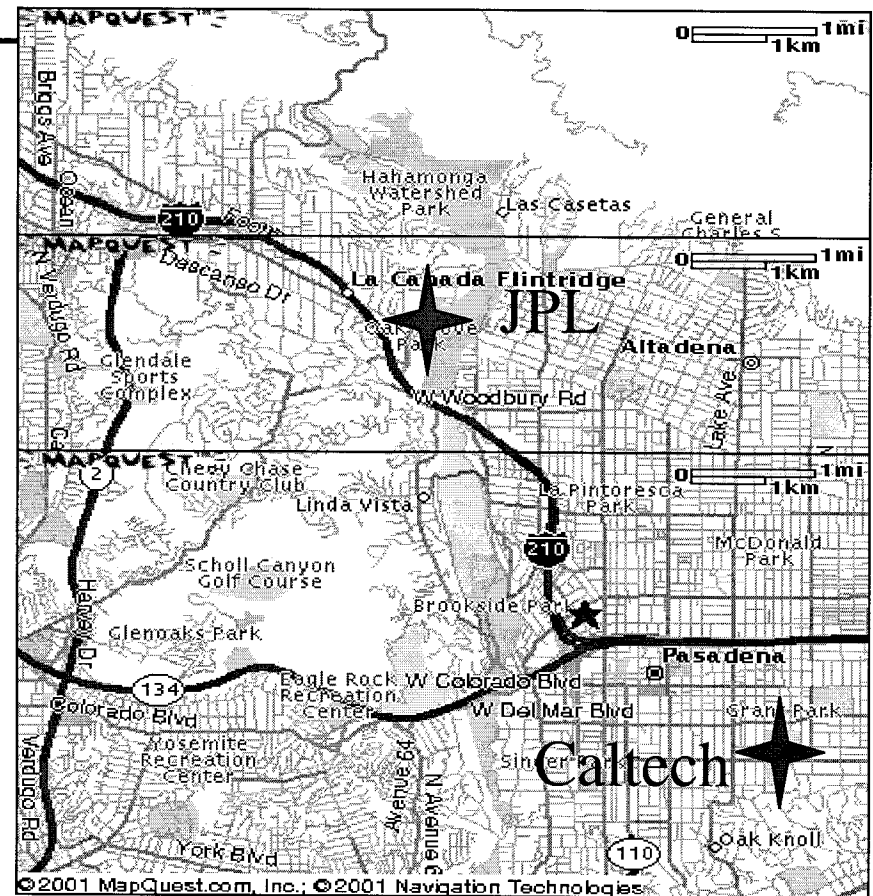 MAPQUEST
0 1mi
1km
Briggs Ave
Ocean
Hahamonga
Watershed
Park
Las Casetas
210
General
Charles S
MAPQUEST
0 1mi
1km
N Verdugo Rd
Descanso Dr
La Cañada Flintridge
JPL
Park
Altadena
Glendale
Sports
Complex
W Woodbury Rd
Lake Ave
MAPQUEST
0 1mi
1km
2
Chevy Chase
Country Club
Linda Vista
La Pintoresca
Park
N
210
McDonald
Park
Scholl Canyon
Golf Course
Harvey Dr
Brookside Park
Glenoaks Park
Pasadena
134
Eagle Rock
Recreation
Center
W Colorado Blvd
Colorado Blvd
W Del Mar Blvd
Grant Park
Yosemite
Recreation
Center
Caltech
Verdugo Rd
Avenue 64
N Avenue 6
York Blvd
110
Oak Knoll
©2001 MapQuest.com, Inc.; ©2001 Navigation Technologies